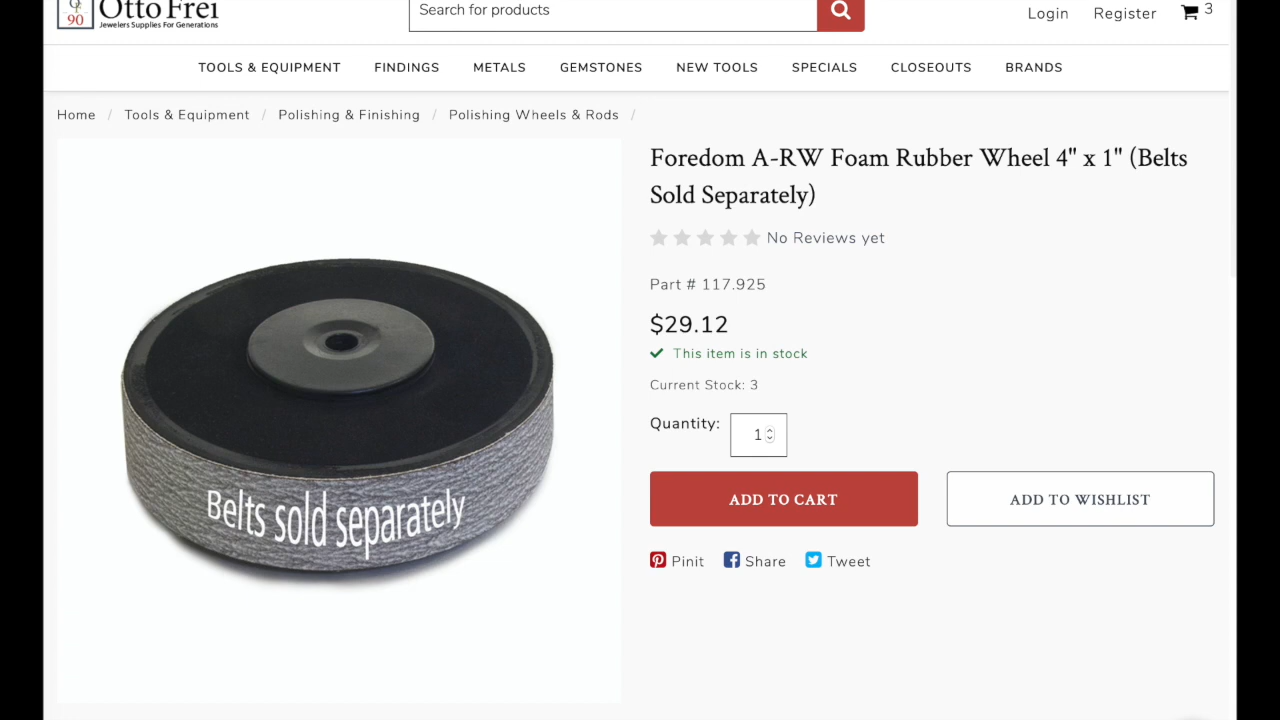 Otto Frei
90
Jewelers Supplies For Generations
Search for products
Login Register 3
TOOLS & EQUIPMENT FINDINGS METALS GEMSTONES NEW TOOLS SPECIALS CLOSEOUTS BRANDS
Home / Tools & Equipment / Polishing & Finishing / Polishing Wheels & Rods /
Foredom A-RW Foam Rubber Wheel 4" x 1" (Belts
Sold Separately)
No Reviews yet
Part # 117.925
$29.12
This item is in stock
Current Stock: 3
Quantity: 1
ADD TO CART ADD TO WISHLIST
Pinit Share Tweet
Belts sold separately